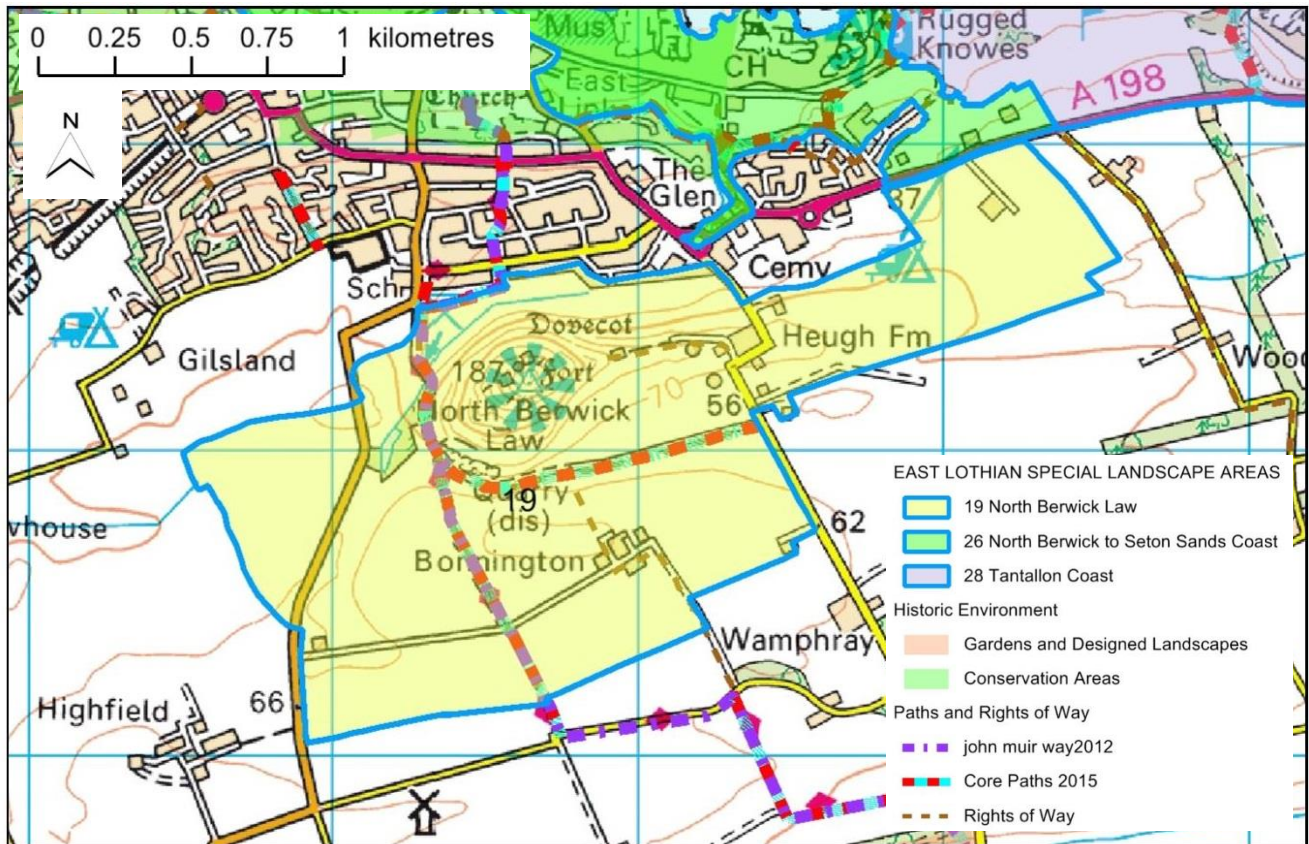 0 0.25 0.5 0.75 1 kilometres
N
Mus
CH
East
Links
Church
Rugged
Knowes
A 198
The
Glen
37
Cemy
Sch
Gilsland
Dovecot
187
Fort
North Berwick
Law
70
56
Heugh Fm
Quarry
(dis)
19
Bonnington
62
Wamphray
Highfield
66
EAST LOTHIAN SPECIAL LANDSCAPE AREAS
19 North Berwick Law
26 North Berwick to Seton Sands Coast
28 Tantallon Coast
Historic Environment
Gardens and Designed Landscapes
Conservation Areas
Paths and Rights of Way
john muir way2012
Core Paths 2015
Rights of Way